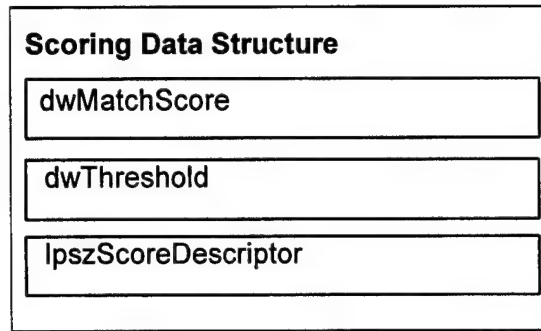 Scoring Data Structure
dwMatchScore
dwThreshold
lpszScoreDescriptor